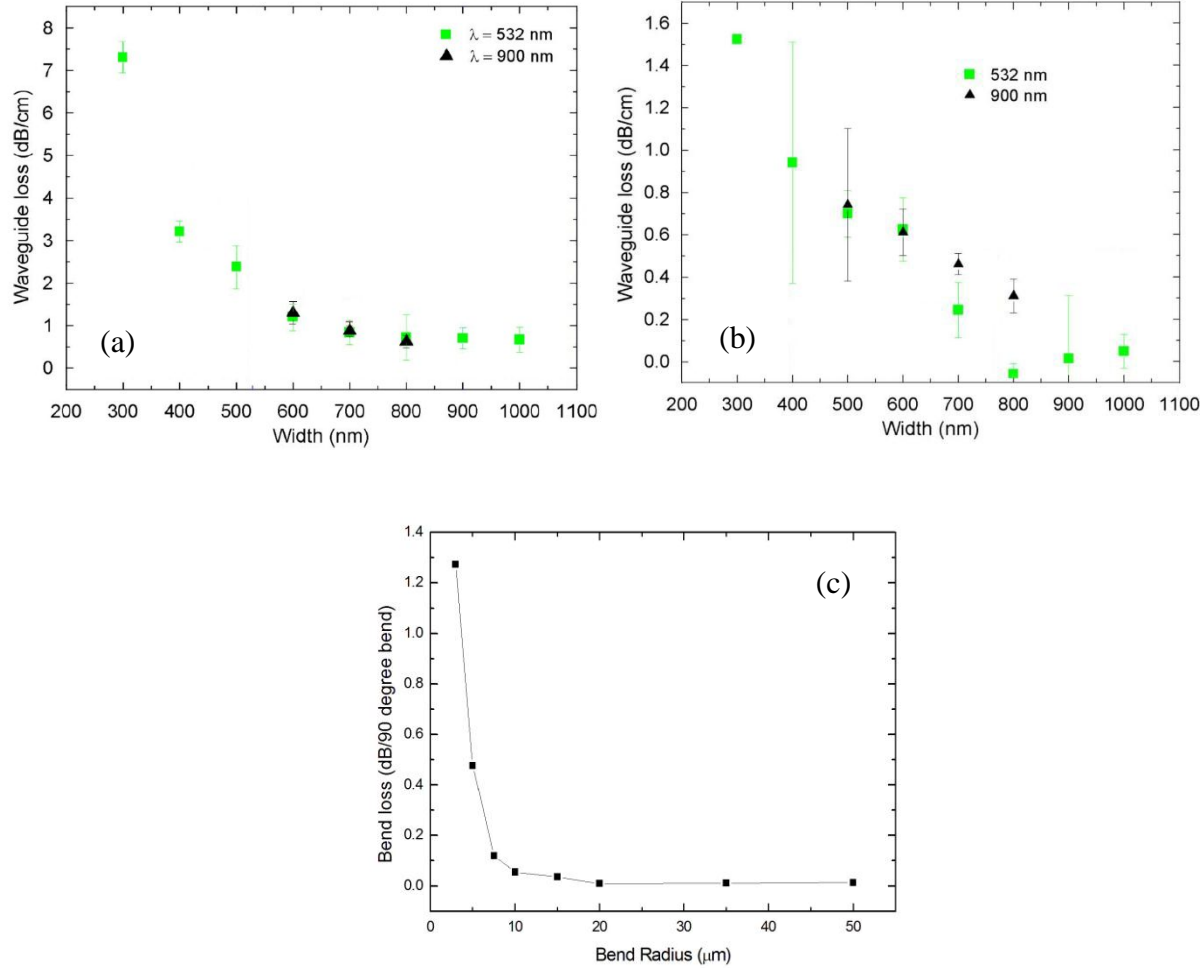 8
7
6
5
4
3
2
1
0
Waveguide loss (dB/cm)
λ = 532 nm
λ = 900 nm
(a)
200 300 400 500 600 700 800 900 1000 1100
Width (nm)
1.6
1.4
1.2
1.0
0.8
0.6
0.4
0.2
0.0
Waveguide loss (dB/cm)
532 nm
900 nm
(b)
200 300 400 500 600 700 800 900 1000 1100
Width (nm)
1.4
1.2
1.0
0.8
0.6
0.4
0.2
0.0
Bend loss (dB/90 degree bend)
(c)
0 10 20 30 40 50
Bend Radius (μm)